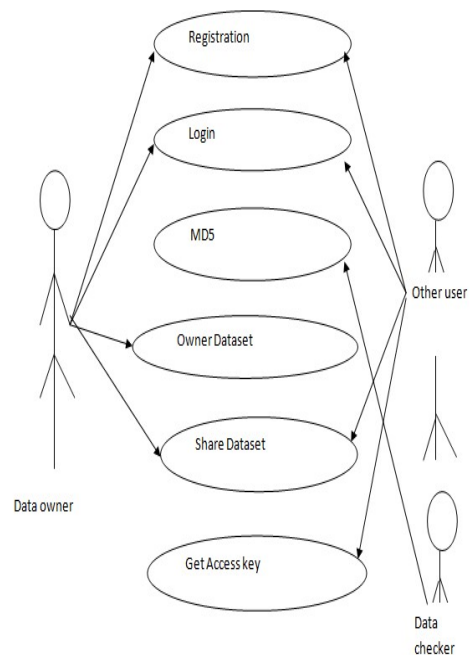 Registration
Login
MD5
Other user
Owner Dataset
Share Dataset
Data owner
Get Access key
Data
checker